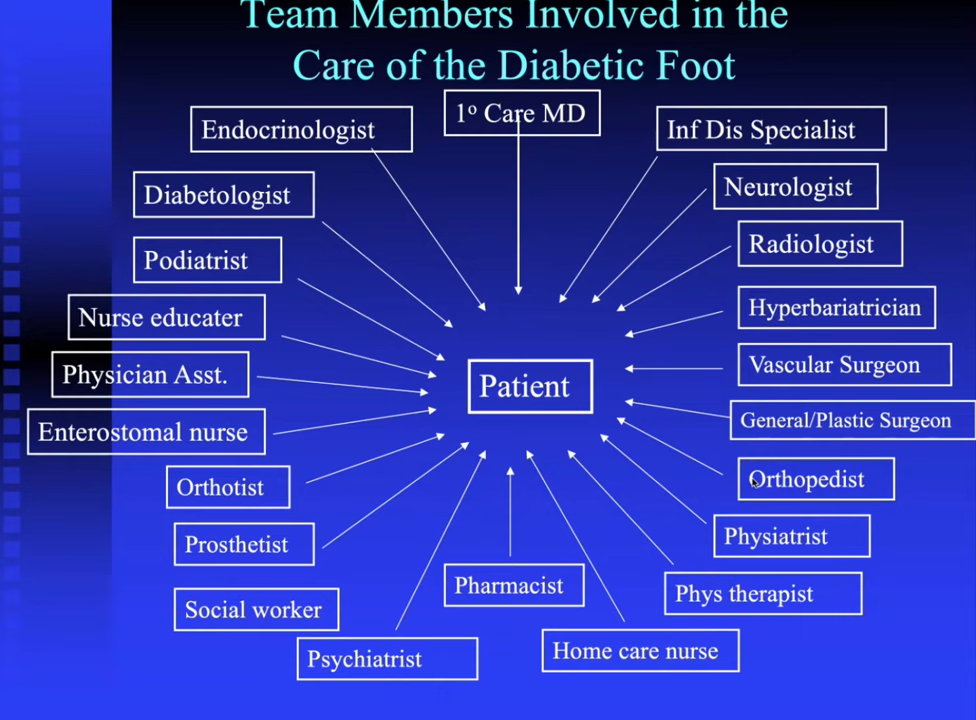 Team Members Involved in the
Care of the Diabetic Foot
1º Care MD
Endocrinologist
Inf Dis Specialist
Diabetologist
Neurologist
Podiatrist
Radiologist
Nurse educater
Hyperbariatrician
Physician Asst.
Vascular Surgeon
Patient
Enterostomal nurse
General/Plastic Surgeon
Orthotist
Orthopedist
Prosthetist
Physiatrist
Social worker
Pharmacist
Phys therapist
Psychiatrist
Home care nurse